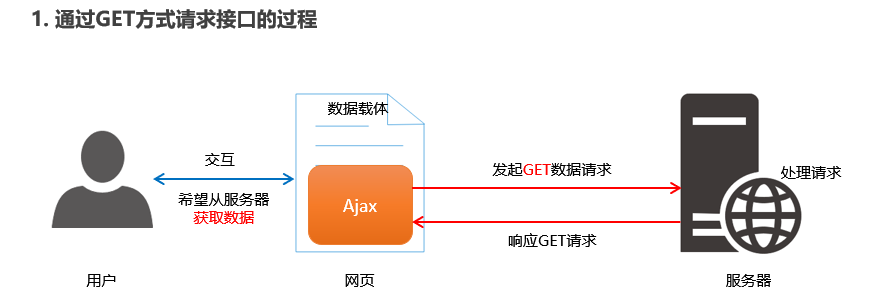 1. 通过GET方式请求接口的过程
数据载体
交互
希望从服务器
获取数据
Ajax
发起GET数据请求
响应GET请求
处理请求
用户
网页
服务器